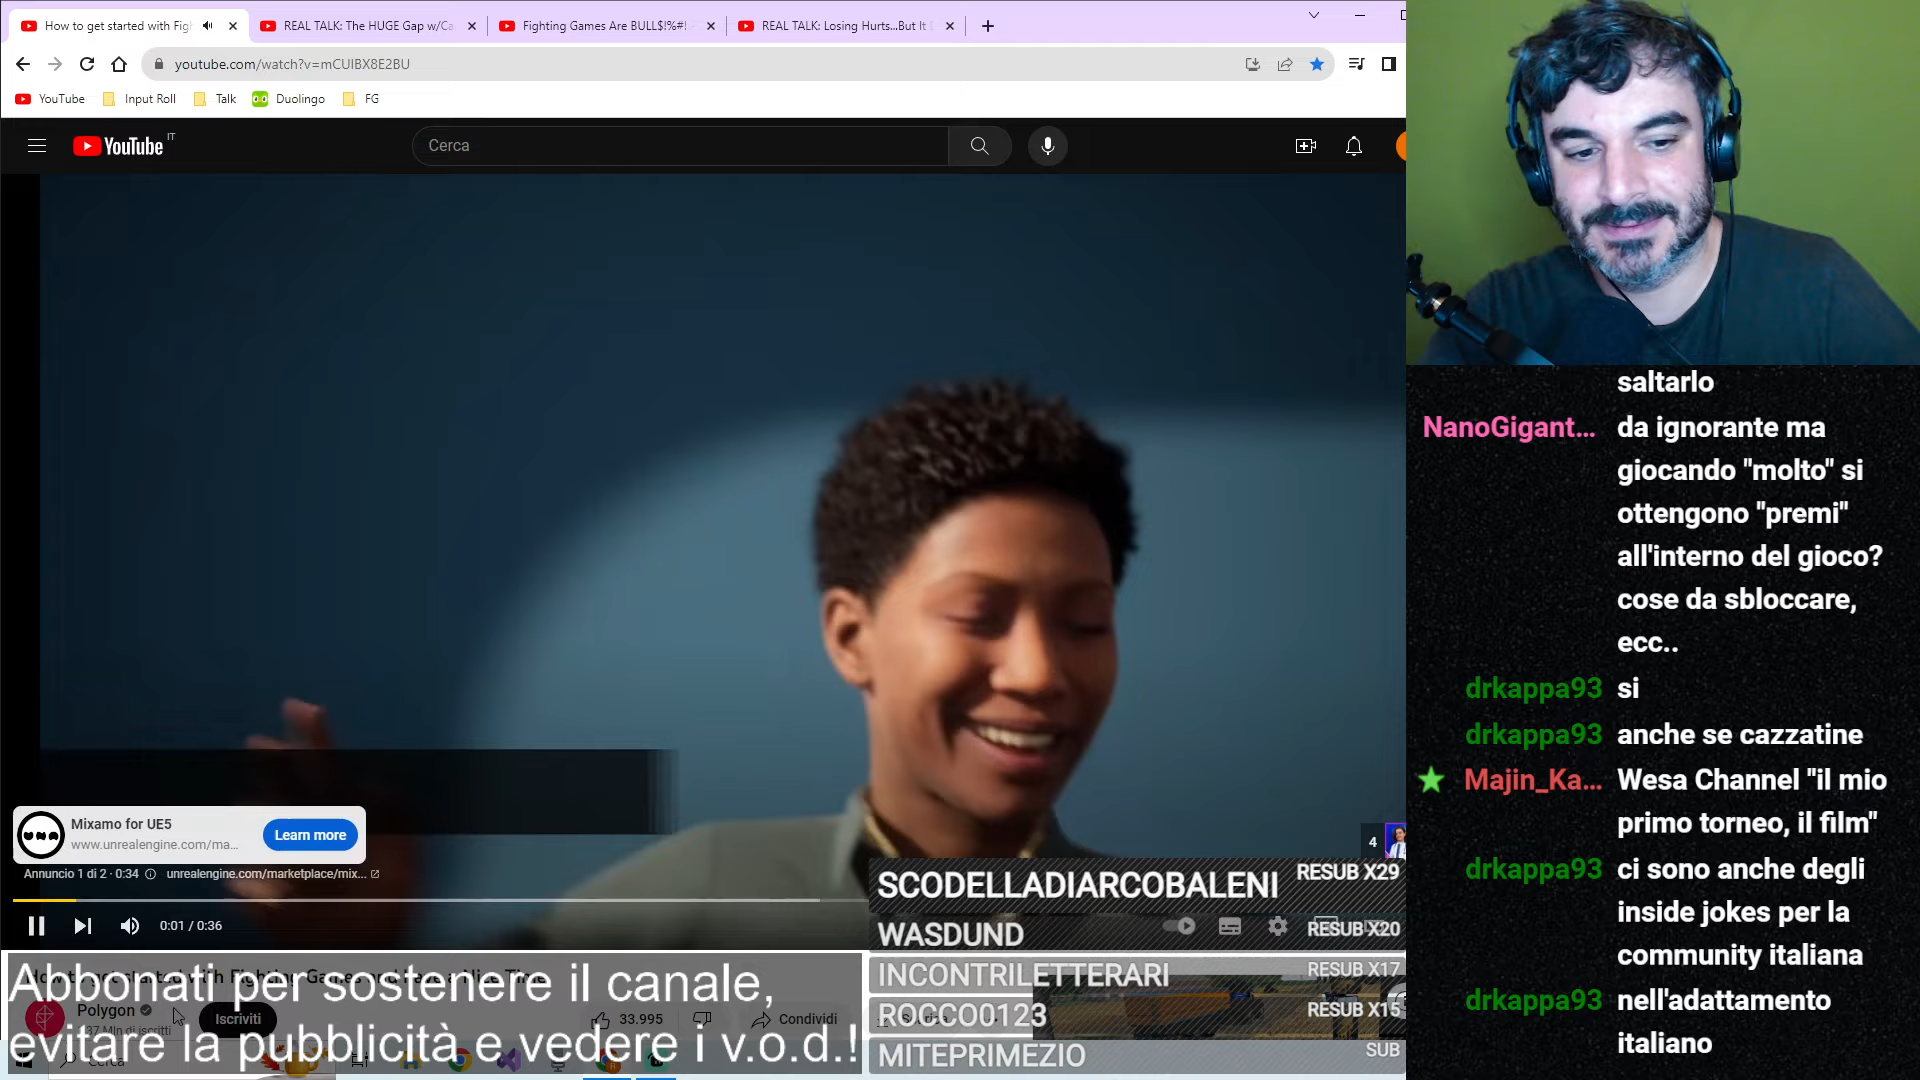 How to get started with Figh
REAL TALK: The HUGE Gap w/Ca
Fighting Games Are BULL$!%#!
REAL TALK: Losing Hurts...But It
youtube.com/watch?v=mCUIBX8E2BU
YouTube
Input Roll
Talk
Duolingo
FG
YouTube
IT
Cerca
saltarlo
NanoGigant...
da ignorante ma
giocando "molto" si
ottengono "premi"
all'interno del gioco?
cose da sbloccare,
ecc..
drkappa93 si
drkappa93 anche se cazzatine
Majin_Ka... Wesa Channel "il mio
primo torneo, il film"
drkappa93 ci sono anche degli
inside jokes per la
community italiana
drkappa93 nell'adattamento
italiano
Mixamo for UE5
www.unrealengine.com/ma...
Learn more
Annuncio 1 di 2 · 0:34
unrealengine.com/marketplace/mix...
4
0:01 / 0:36
SCODELLADIARCOBALENI RESUB X29
WASDUND RESUB X20
INCONTRILETTERARI RESUB X17
ROCCO0123 RESUB X15
MITEPRIMEZIO SUB
Abbonati per sostenere il canale,
evitare la pubblicità e vedere i v.o.d.!
Polygon
Iscriviti
33.995
Condividi
Cerca